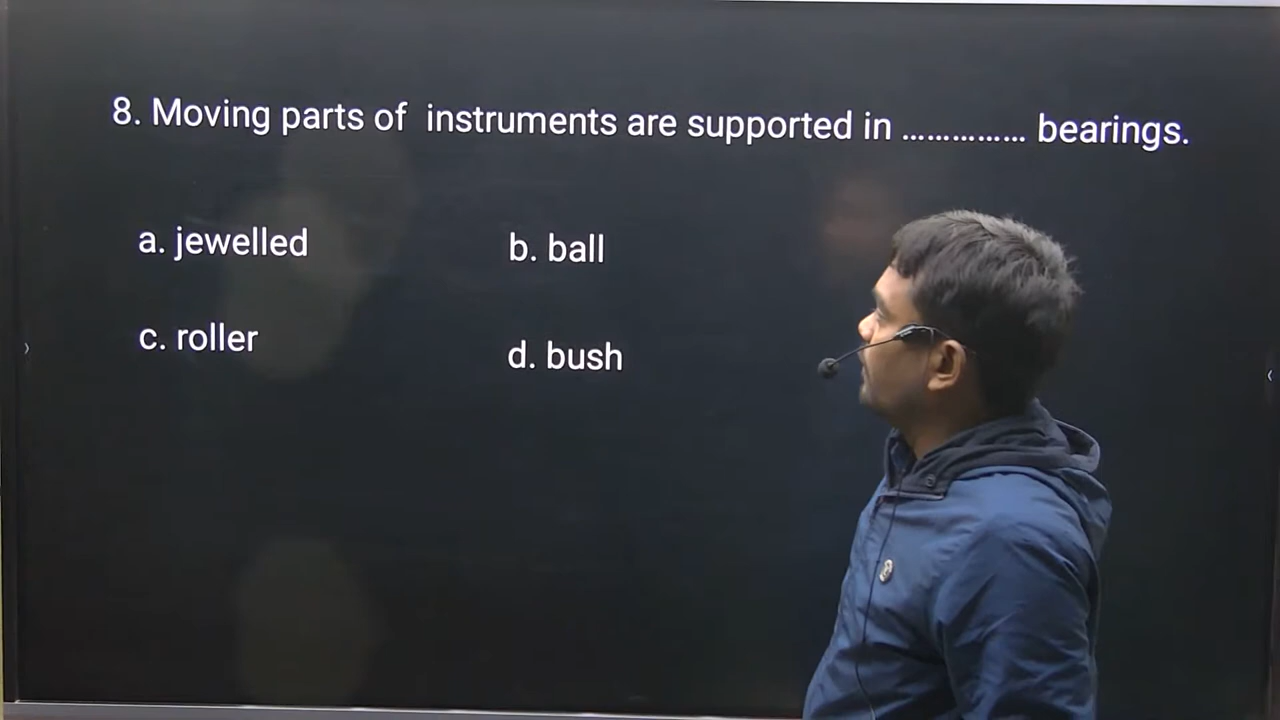 8. Moving parts of instruments are supported in ............... bearings.
a. jewelled
b. ball
c. roller
d. bush